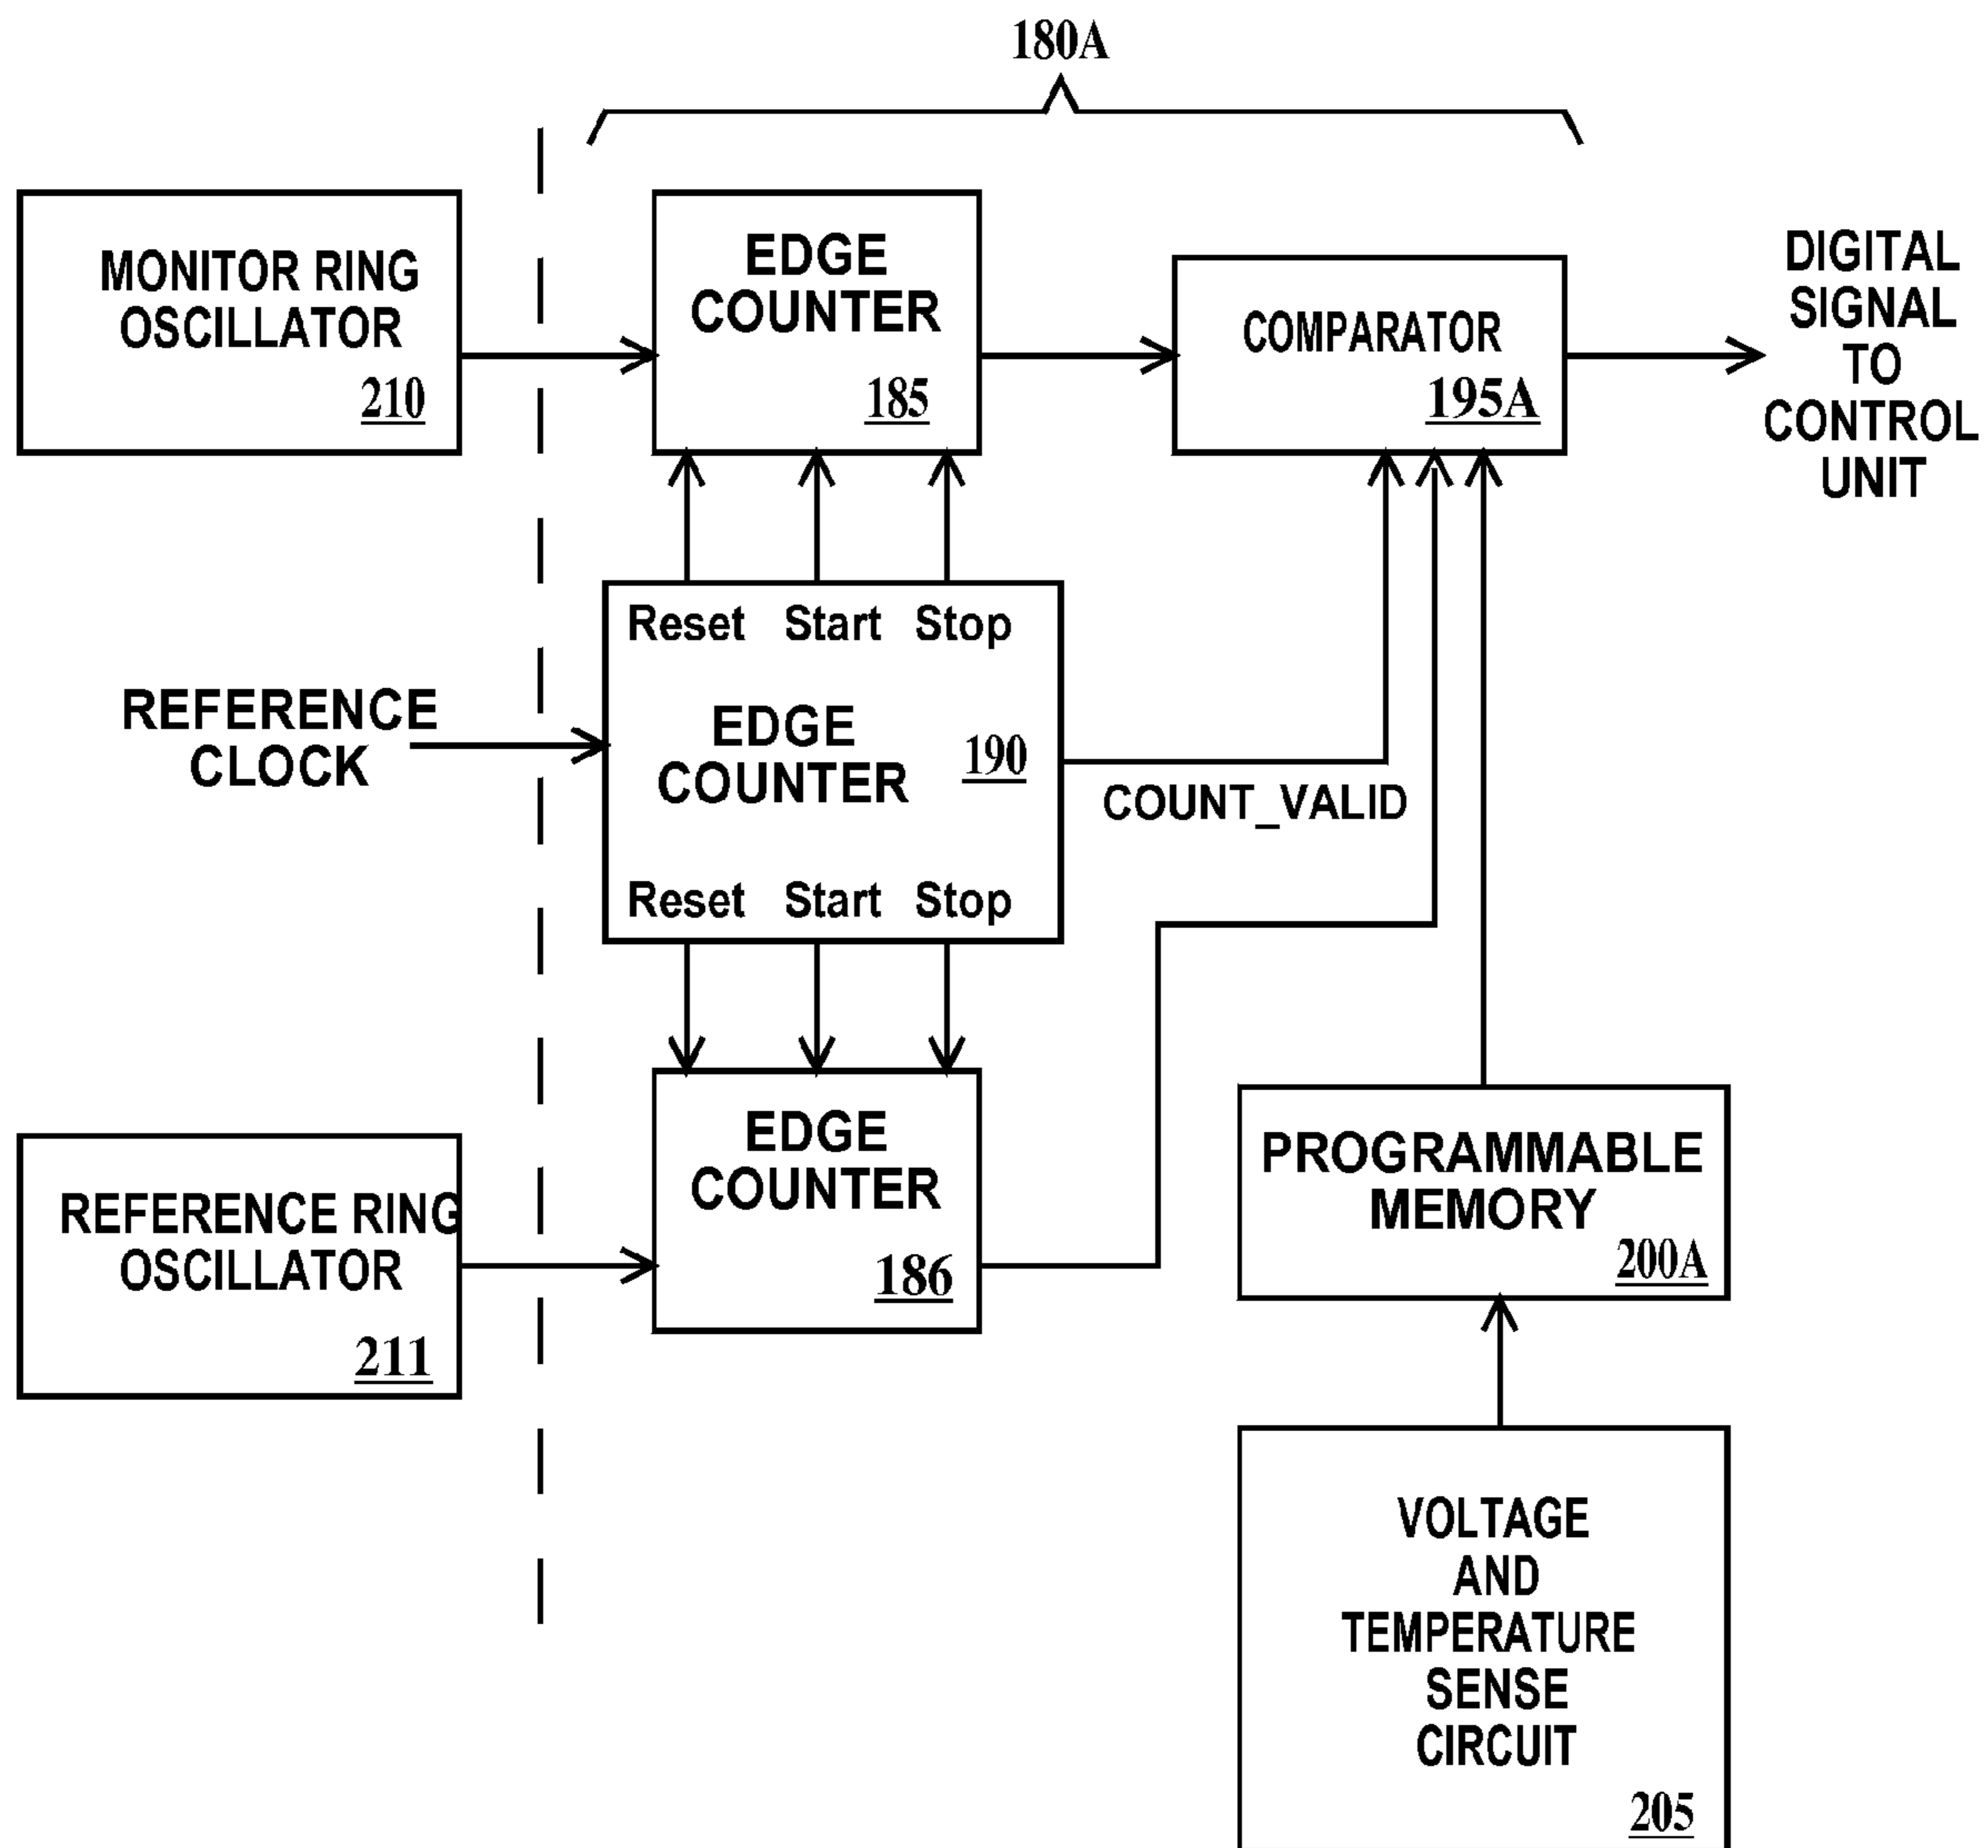 180A
MONITOR RING
OSCILLATOR
210
EDGE
COUNTER
185
COMPARATOR
195A
DIGITAL
SIGNAL
TO
CONTROL
UNIT
Reset Start Stop
REFERENCE
CLOCK
EDGE
COUNTER
190
COUNT_VALID
Reset Start Stop
REFERENCE RING
OSCILLATOR
211
EDGE
COUNTER
186
PROGRAMMABLE
MEMORY
200A
VOLTAGE
AND
TEMPERATURE
SENSE
CIRCUIT
205